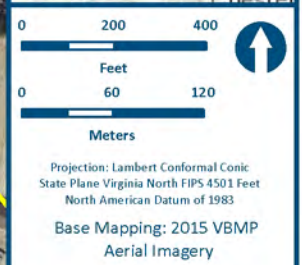 0 200 400
Feet
0 60 120
Meters
Projection: Lambert Conformal Conic
State Plane Virginia North FIPS 4501 Feet
North American Datum of 1983
Base Mapping: 2015 VBMP
Aerial Imagery